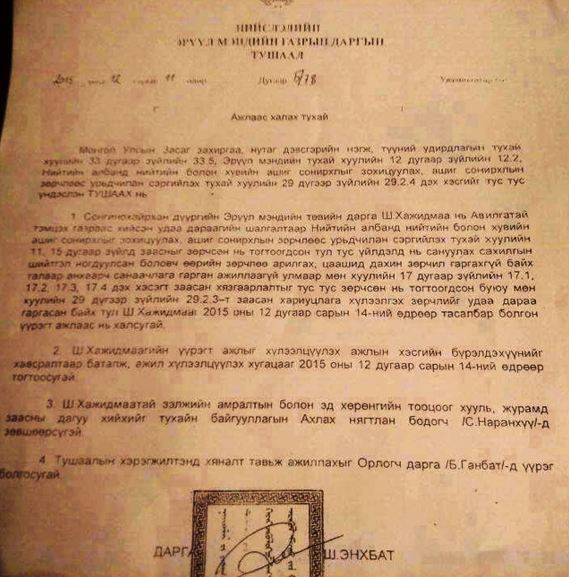 НИЙСЛЭЛИЙН
ЭРҮҮЛ МЭНДИЙН ГАЗРЫН ДАРГЫН
ТУШААЛ
2015 12 11 Дугаар Б/78 Улаанбаатар
Ажлаас халах тухай
Монгол Улсын Засаг захиргаа, нутаг дэвсгэрийн нэгж, түүний удирдлагын тухай
хуулийн 33 дугаар зүйлийн 33.5, Эрүүл мэндийн тухай хуулийн 12 дугаар зүйлийн 12.2,
Нийтийн албанд нийтийн болон хувийн ашиг сонирхлыг зохицуулах, ашиг сонирхлын
зөрчлөөс урьдчилан сэргийлэх тухай хуулийн 29 дүгээр зүйлийн 29.2.4 дэх хэсгийг тус тус
үндэслэн ТУШААХ нь
1. Сонгинохайрхан дүүргийн Эрүүл мэндийн төвийн дарга Ш.Хажидмаа нь Авилгатай
тэмцэх газраас хийсэн удаа дараагийн шалгалтаар Нийтийн албанд нийтийн болон хувийн
ашиг сонирхлыг зохицуулах, ашиг сонирхлын зөрчлөөс урьдчилан сэргийлэх тухай хуулийн
11, 15 дугаар зүйлд заасныг зөрчсөн нь тогтоогдсон тул тус үйлдэлд нь сануулах сахилгын
шийтгэл ногдуулсан боловч өөрийн зөрчлөө арилгах, цаашид дахин зөрчил гаргахгүй байх
талаар анхаарч санаачлага гарган ажиллаагүй улмаар мөн хуулийн 17 дугаар зүйлийн 17.1,
17.2, 17.3, 17.4 дэх хэсэгт заасан хязгаарлалтыг тус тус зөрчсөн нь тогтоогдсон буюу мөн
хуулийн 29 дүгээр зүйлийн 29.2.3-т заасан хариуцлага хүлээлгэх зөрчлийг удаа дараа
гаргасан байх тул Ш.Хажидмааг 2015 оны 12 дугаар сарын 14-ний өдрөөр тасалбар болгон
үүрэгт ажлаас нь халсугай.
2. Ш.Хажидмаагийн үүрэгт ажлыг хүлээлцүүлэх ажлын хэсгийн бүрэлдэхүүнийг
хавсралтаар баталж, ажил хүлээлцүүлэх хугацааг 2015 оны 12 дугаар сарын 14-ний өдрөөр
тогтоосугай.
3. Ш.Хажидмаатай ээлжийн амралтын болон эд хөрөнгийн тооцоог хууль, журамд
заасны дагуу хийхийг тухайн байгууллагын Ахлах нягтлан бодогч /С.Наранхүү/-д
зөвшөөрсүгэй.
4. Тушаалын хэрэгжилтэнд хяналт тавьж ажиллахыг Орлогч дарга /Б.Ганбат/-д үүрэг
болгосугай.
ДАРГА Ш.ЭНХБАТ